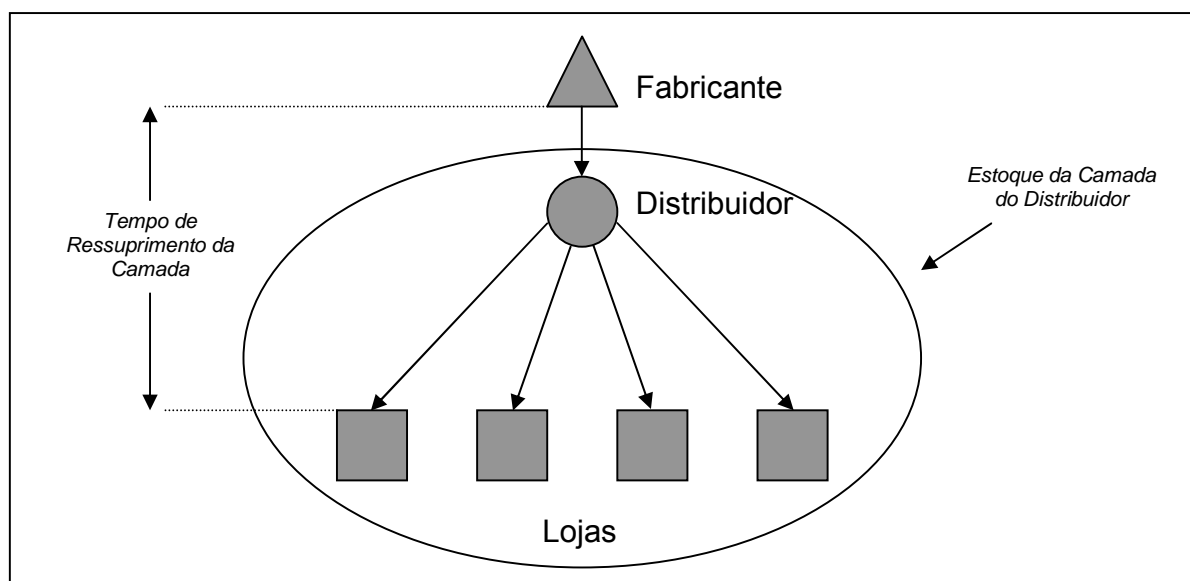 Fabricante
Distribuidor
Estoque da Camada
do Distribuidor
Tempo de
Ressuprimento da
Camada
Lojas